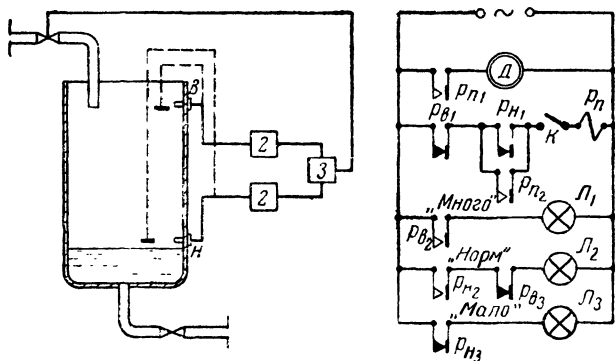 В
2
2
3
Н
~
Д
Рп1
Рв1
Рн1
К
Рп
Рп2
„Много"
Рв2
Л1
„Норм"
Рн2
Рв3
Л2
„Мало"
Рн3
Л3